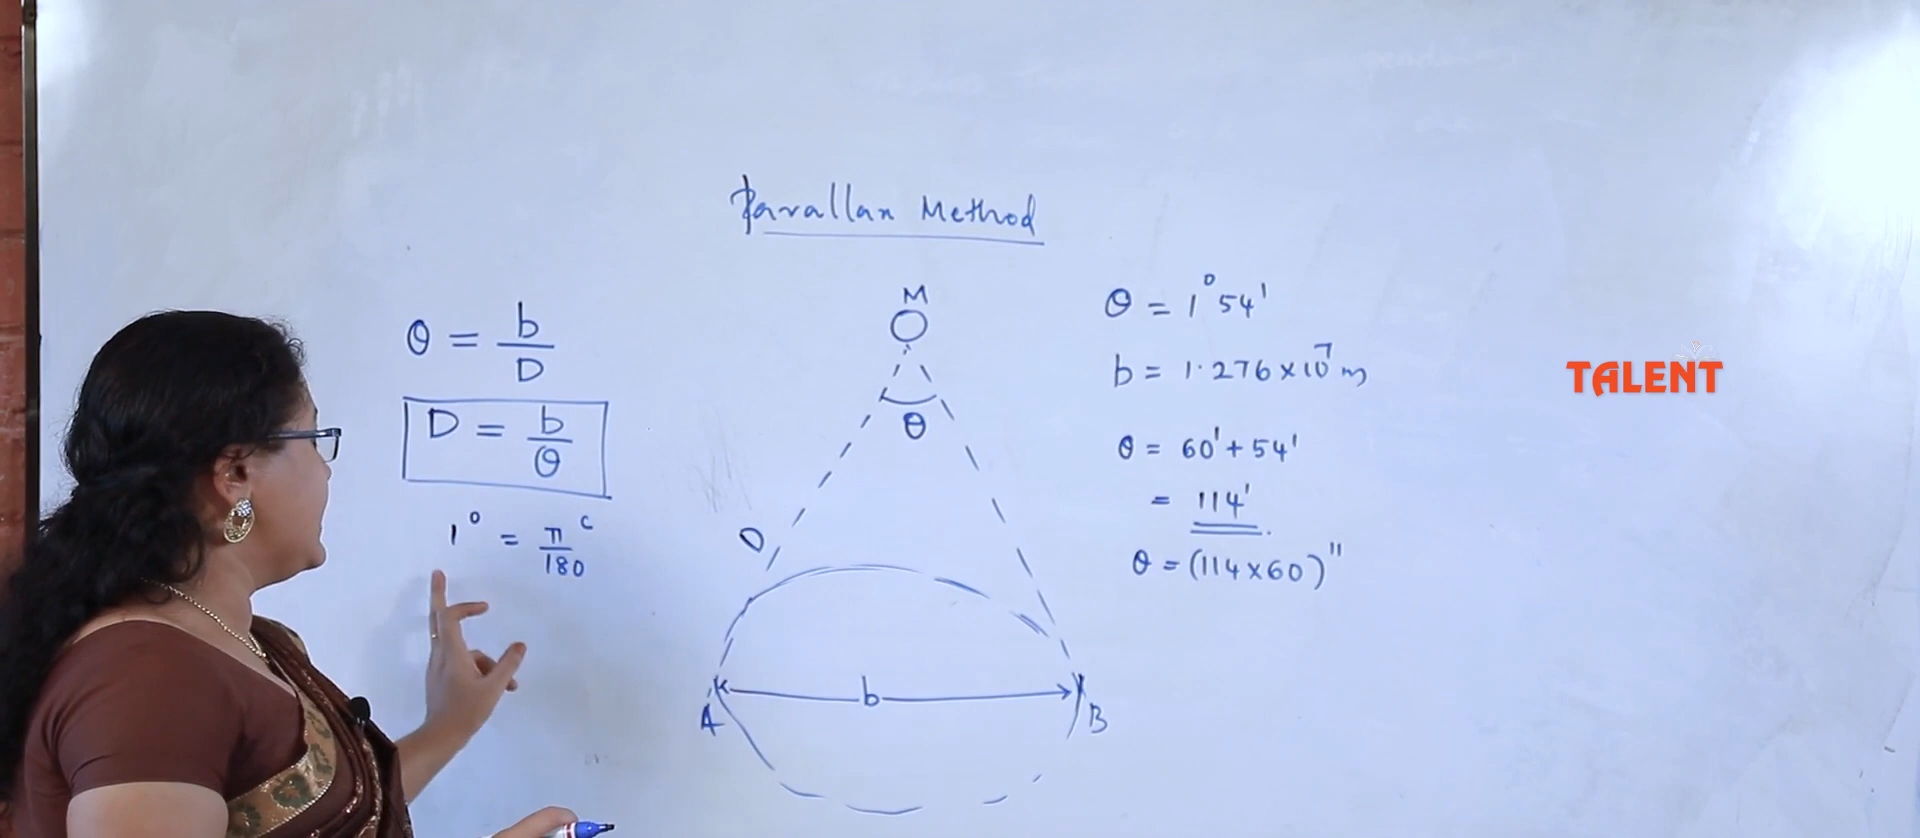 Parallax Method
θ = b/D
D = b/θ
1° = π/180 ᶜ
M
θ
D
b
A
B
θ = 1°54'
b = 1.276×10⁷ m
θ = 60'+54'
= 114'
θ = (114×60)"
TALENT